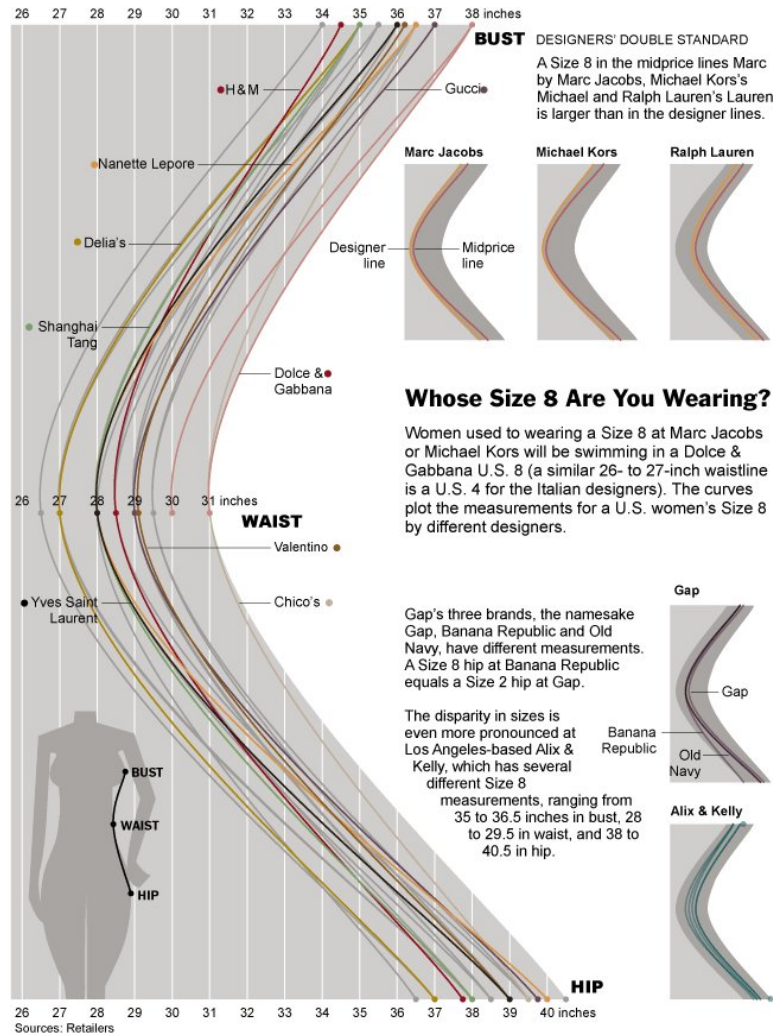 26 27 28 29 30 31 32 33 34 35 36 37 38 inches
BUST
DESIGNERS' DOUBLE STANDARD
A Size 8 in the midprice lines Marc
by Marc Jacobs, Michael Kors's
Michael and Ralph Lauren's Lauren
is larger than in the designer lines.
H&M
Gucci
Nanette Lepore
Delia's
Shanghai
Tang
Dolce &
Gabbana
Marc Jacobs
Michael Kors
Ralph Lauren
Designer
line
Midprice
line
Whose Size 8 Are You Wearing?
Women used to wearing a Size 8 at Marc Jacobs
or Michael Kors will be swimming in a Dolce &
Gabbana U.S. 8 (a similar 26- to 27-inch waistline
is a U.S. 4 for the Italian designers). The curves
plot the measurements for a U.S. women's Size 8
by different designers.
26 27 28 29 30 31 inches
WAIST
Valentino
Yves Saint
Laurent
Chico's
Gap's three brands, the namesake
Gap, Banana Republic and Old
Navy, have different measurements.
A Size 8 hip at Banana Republic
equals a Size 2 hip at Gap.
The disparity in sizes is
even more pronounced at
Los Angeles-based Alix &
Kelly, which has several
different Size 8
measurements, ranging from
35 to 36.5 inches in bust, 28
to 29.5 in waist, and 38 to
40.5 in hip.
Gap
Gap
Banana
Republic
Old
Navy
Alix & Kelly
BUST
WAIST
HIP
HIP
26 27 28 29 30 31 32 33 34 35 36 37 38 39 40 inches
Sources: Retailers